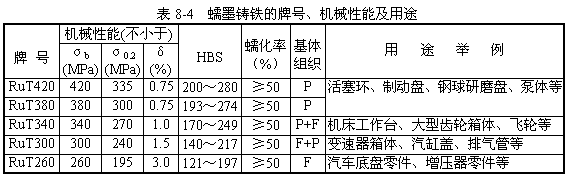 表 8-4 蠕墨铸铁的牌号、机械性能及用途
牌 号 机械性能(不小于) HBS 蠕化率(%) 基体组织 用 途 举 例
σb(MPa) σ0.2(MPa) δ(%)
RuT420 420 335 0.75 200～280 ≥50 P 活塞环、制动盘、钢球研磨盘、泵体等
RuT380 380 300 0.75 193～274 ≥50 P
RuT340 340 270 1.0 170～249 ≥50 P+F 机床工作台、大型齿轮箱体、飞轮等
RuT300 300 240 1.5 140～217 ≥50 F+P 变速器箱体、汽缸盖、排气管等
RuT260 260 195 3.0 121～197 ≥50 F 汽车底盘零件、增压器零件等